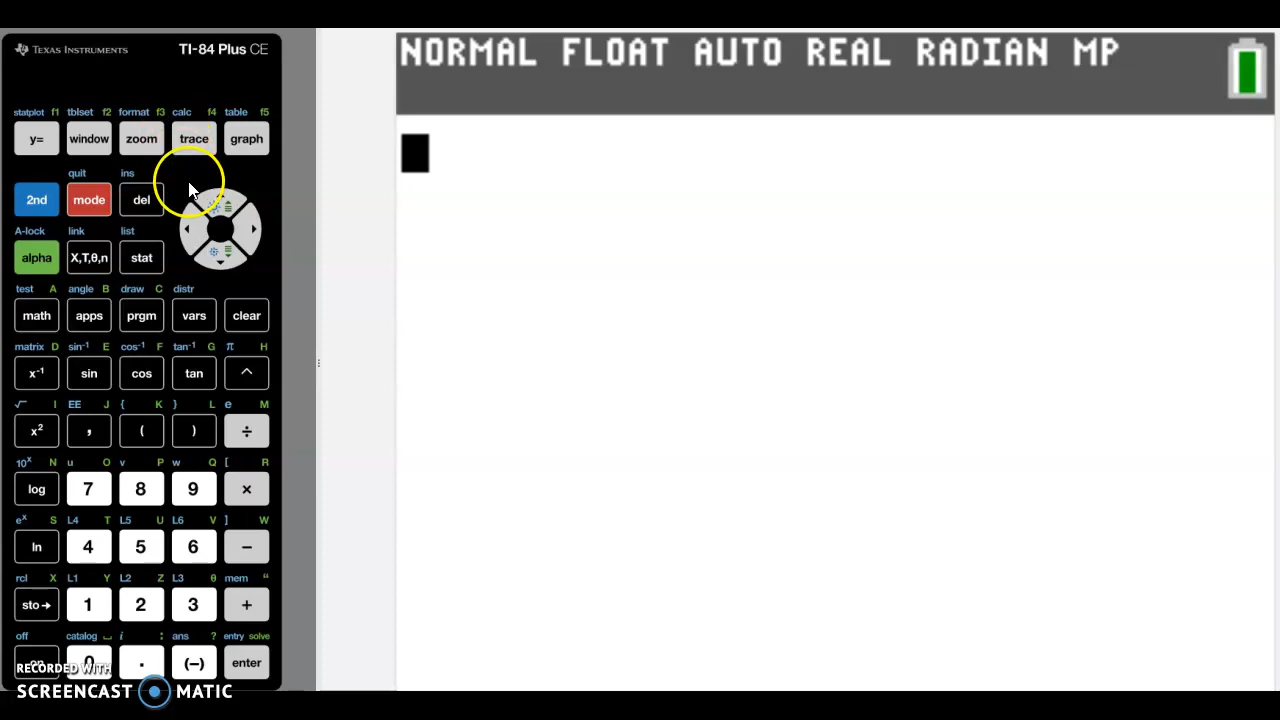 TEXAS INSTRUMENTS TI-84 Plus CE
NORMAL FLOAT AUTO REAL RADIAN MP
statplot f1 tblset f2 format f3 calc f4 table f5
y= window zoom trace graph
quit ins
2nd mode del
A-lock link list
alpha X,T,θ,n stat
test A angle B draw C distr
math apps prgm vars clear
matrix D sin⁻¹ E cos⁻¹ F tan⁻¹ G π H
x⁻¹ sin cos tan ^
√ I EE J { K } L e M
x² , ( ) ÷
10ˣ N u O v P w Q [ R
log 7 8 9 ×
eˣ S L4 T L5 U L6 V ] W
ln 4 5 6 −
rcl X L1 Y L2 Z L3 θ mem “
sto→ 1 2 3 +
off catalog ⎵ i : ans ? entry solve
on 0 . (−) enter
RECORDED WITH
SCREENCAST MATIC